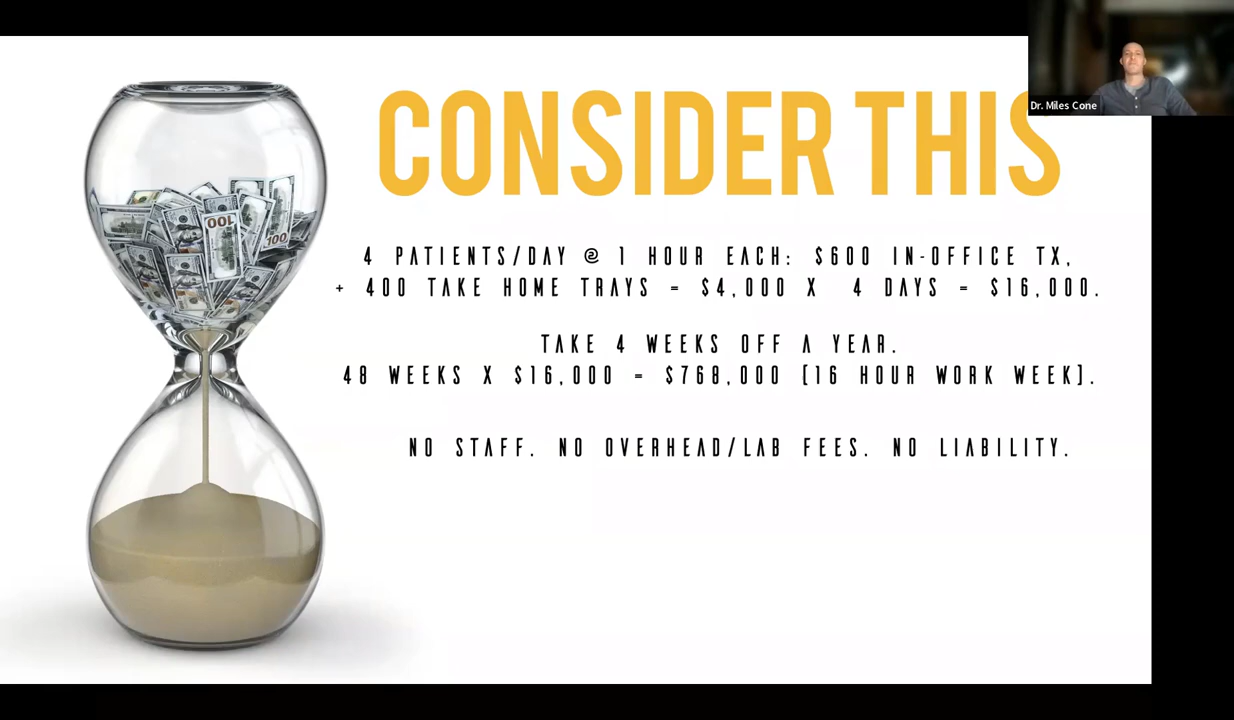 CONSIDER THIS
Dr. Miles Cone
4 PATIENTS/DAY @ 1 HOUR EACH: $600 IN-OFFICE TX,
+ 400 TAKE HOME TRAYS = $4,000 X 4 DAYS = $16,000.
TAKE 4 WEEKS OFF A YEAR.
48 WEEKS X $16,000 = $768,000 [16 HOUR WORK WEEK].
NO STAFF. NO OVERHEAD/LAB FEES. NO LIABILITY.
100
100